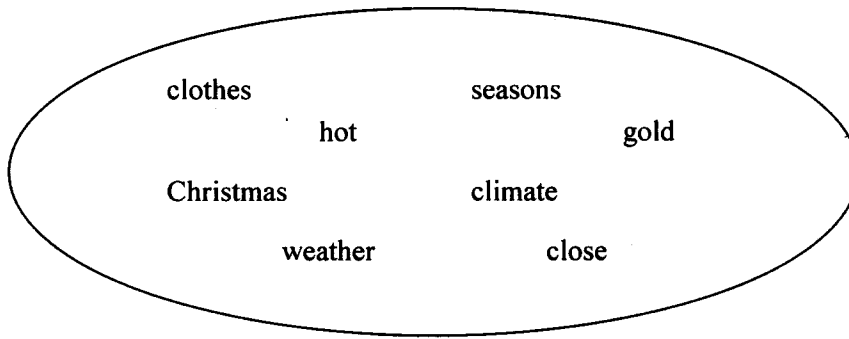 clothes seasons
hot gold
Christmas climate
weather close